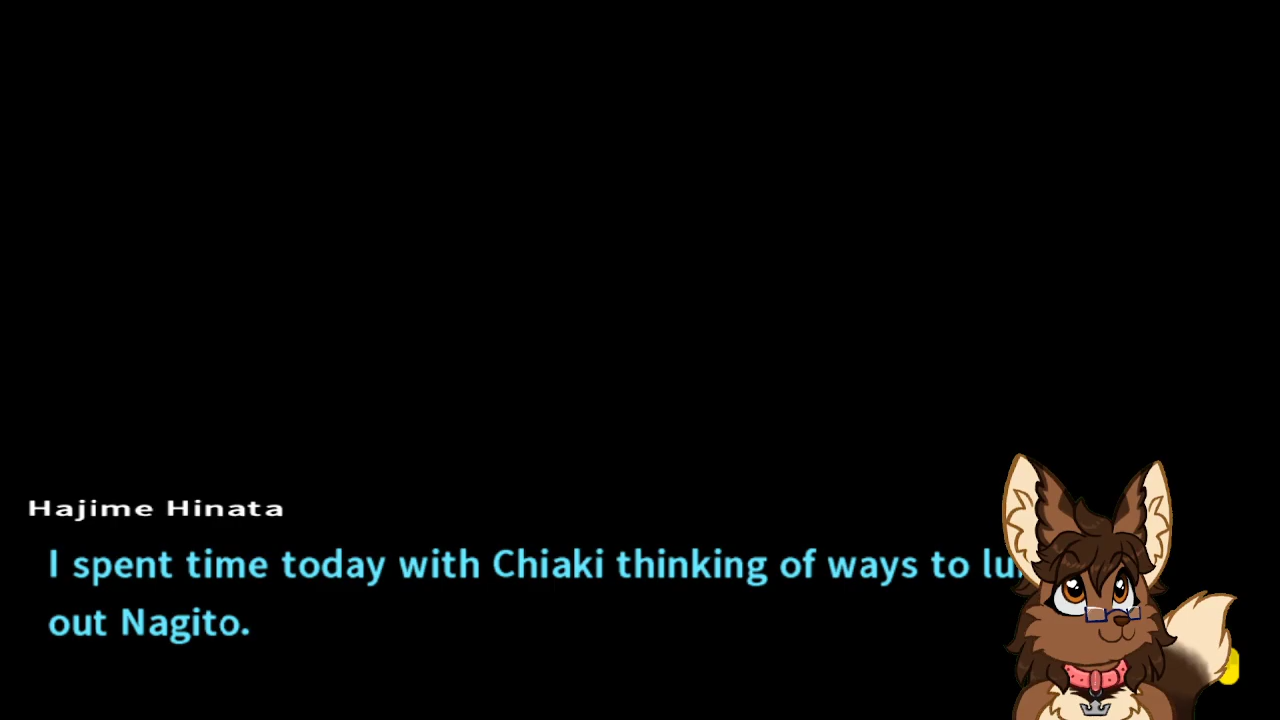 Hajime Hinata
I spent time today with Chiaki thinking of ways to
out Nagito.